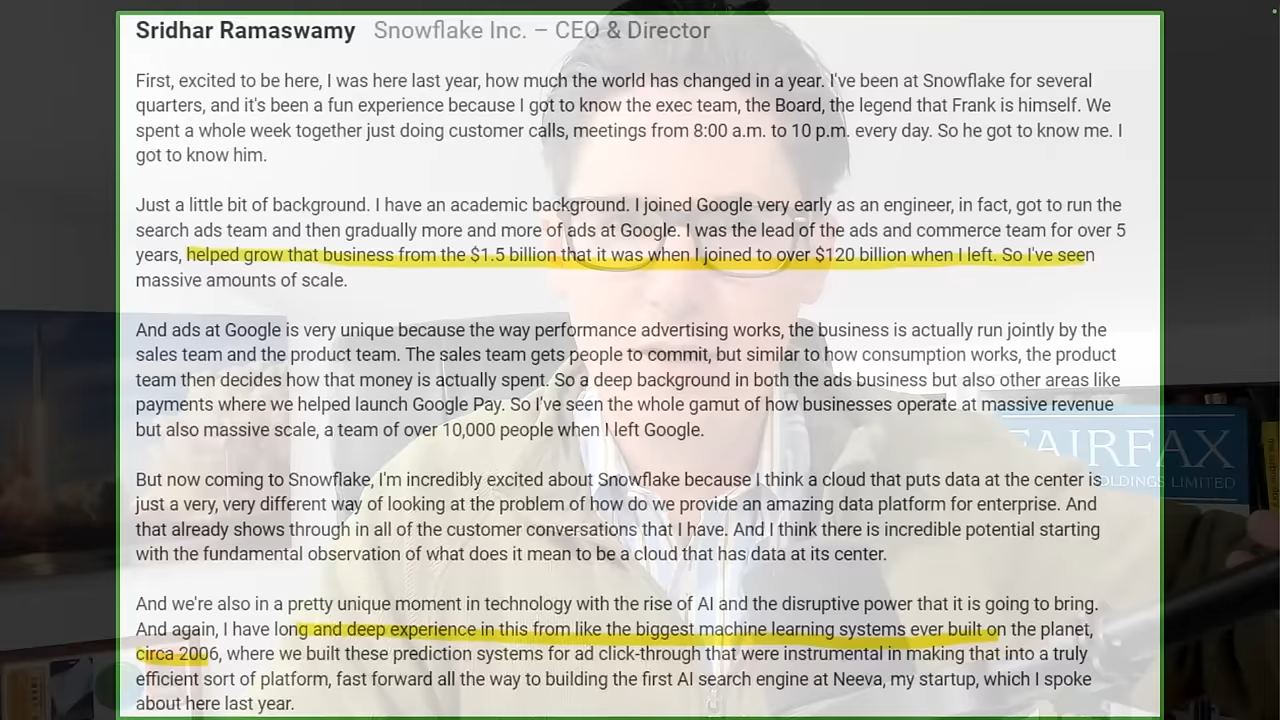 Sridhar Ramaswamy Snowflake Inc. – CEO & Director
First, excited to be here, I was here last year, how much the world has changed in a year. I've been at Snowflake for several
quarters, and it's been a fun experience because I got to know the exec team, the Board, the legend that Frank is himself. We
spent a whole week together just doing customer calls, meetings from 8:00 a.m. to 10 p.m. every day. So he got to know me. I
got to know him.
Just a little bit of background. I have an academic background. I joined Google very early as an engineer, in fact, got to run the
search ads team and then gradually more and more of ads at Google. I was the lead of the ads and commerce team for over 5
years, helped grow that business from the $1.5 billion that it was when I joined to over $120 billion when I left. So I've seen
massive amounts of scale.
And ads at Google is very unique because the way performance advertising works, the business is actually run jointly by the
sales team and the product team. The sales team gets people to commit, but similar to how consumption works, the product
team then decides how that money is actually spent. So a deep background in both the ads business but also other areas like
payments where we helped launch Google Pay. So I've seen the whole gamut of how businesses operate at massive revenue
but also massive scale, a team of over 10,000 people when I left Google.
But now coming to Snowflake, I'm incredibly excited about Snowflake because I think a cloud that puts data at the center is
just a very, very different way of looking at the problem of how do we provide an amazing data platform for enterprise. And
that already shows through in all of the customer conversations that I have. And I think there is incredible potential starting
with the fundamental observation of what does it mean to be a cloud that has data at its center.
And we're also in a pretty unique moment in technology with the rise of AI and the disruptive power that it is going to bring.
And again, I have long and deep experience in this from like the biggest machine learning systems ever built on the planet,
circa 2006, where we built these prediction systems for ad click-through that were instrumental in making that into a truly
efficient sort of platform, fast forward all the way to building the first AI search engine at Neeva, my startup, which I spoke
about here last year.
FAIRFAX
HOLDINGS LIMITED